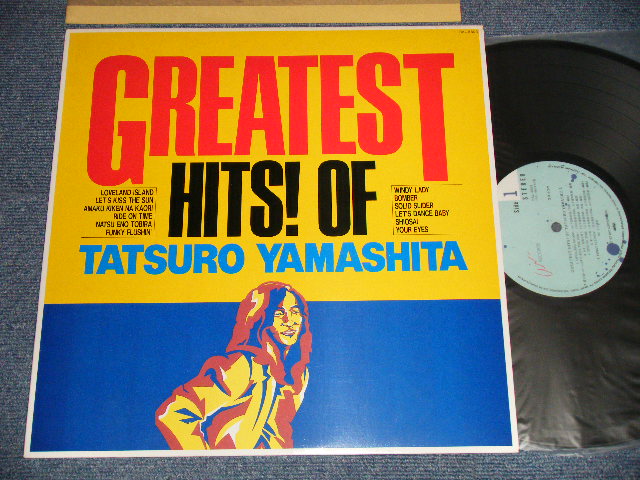 GREATEST
HITS! OF
LOVELAND ISLAND
LET'S KISS THE SUN
AMAKU KIKEN NA KAORI
RIDE ON TIME
NATSU ENO TOBIRA
FUNKY FLUSHIN'
WINDY LADY
BOMBER
SOLID SLIDER
LET'S DANCE BABY
SHIOSAI
YOUR EYES
TATSURO YAMASHITA
Side 1
STEREO